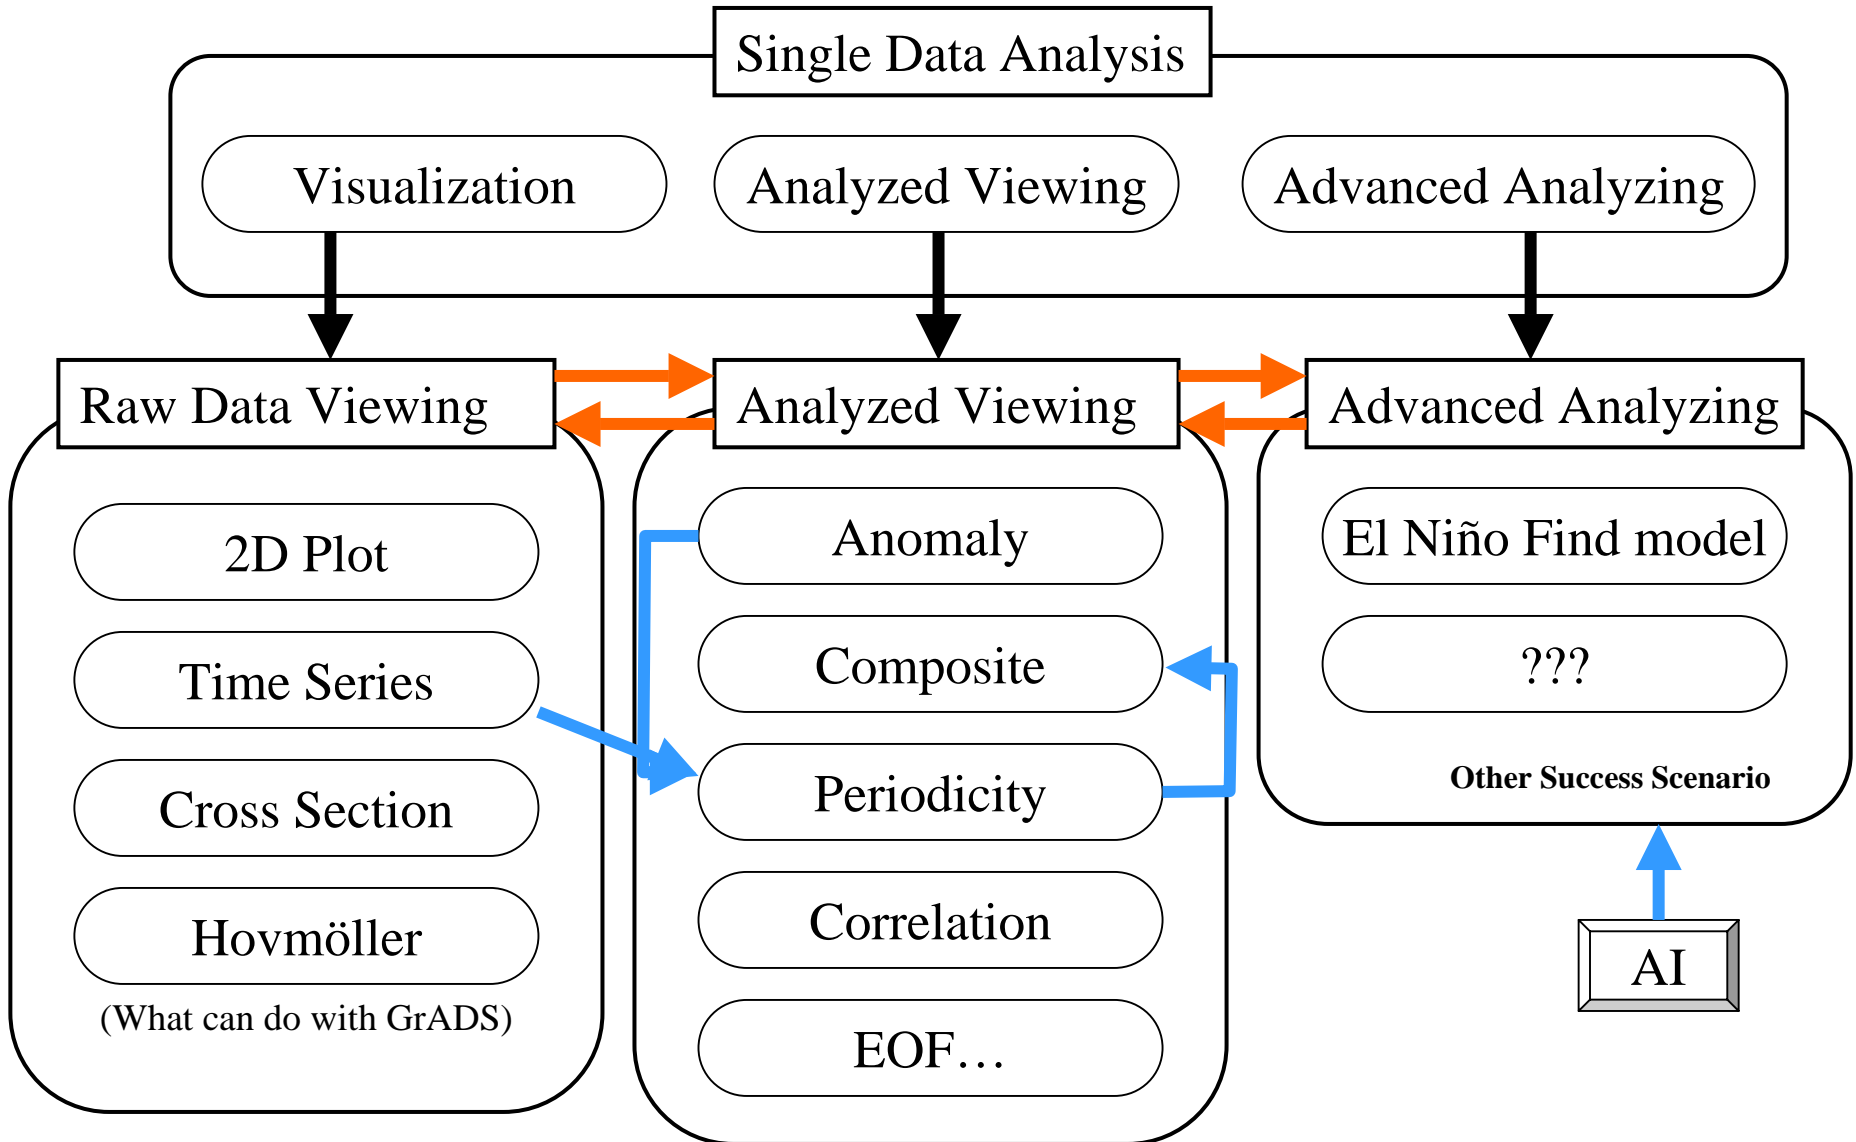 Single Data Analysis
Visualization
Analyzed Viewing
Advanced Analyzing
Raw Data Viewing
2D Plot
Time Series
Cross Section
Hovmöller
(What can do with GrADS)
Analyzed Viewing
Anomaly
Composite
Periodicity
Correlation
EOF…
Advanced Analyzing
El Niño Find model
???
Other Success Scenario
AI